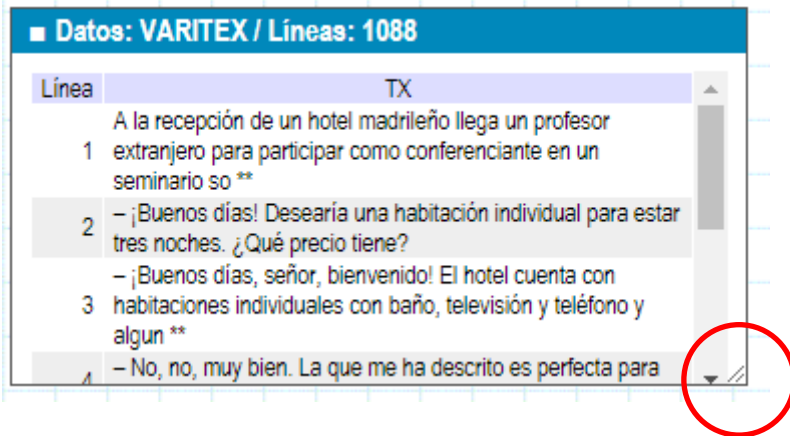 ■ Datos: VARITEX / Líneas: 1088
Línea TX
A la recepción de un hotel madrileño llega un profesor
1 extranjero para participar como conferenciante en un
seminario so **
2 – ¡Buenos días! Desearía una habitación individual para estar
tres noches. ¿Qué precio tiene?
– ¡Buenos días, señor, bienvenido! El hotel cuenta con
3 habitaciones individuales con baño, televisión y teléfono y
algun **
4 – No, no, muy bien. La que me ha descrito es perfecta para